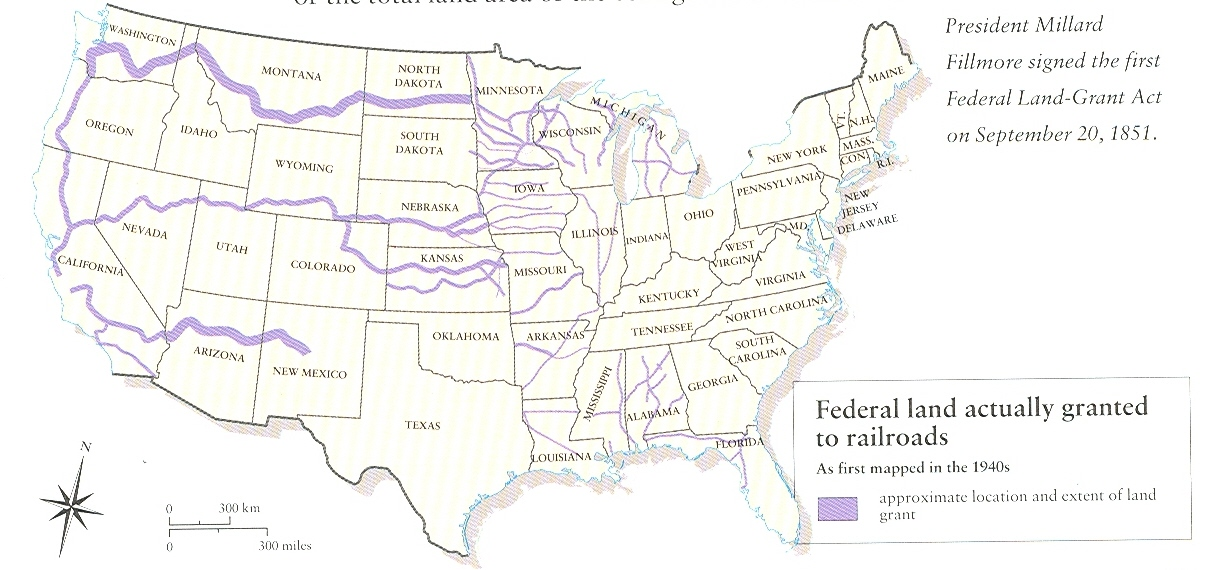 President Millard
Fillmore signed the first
Federal Land-Grant Act
on September 20, 1851.
WASHINGTON
MONTANA
NORTH
DAKOTA
MINNESOTA
MICHIGAN
MAINE
OREGON
IDAHO
SOUTH
DAKOTA
WISCONSIN
N.H.
WYOMING
NEW YORK
MASS.
CON.
R.I.
IOWA
PENNSYLVANIA
NEBRASKA
OHIO
NEW
JERSEY
DELAWARE
NEVADA
UTAH
ILLINOIS
INDIANA
MD.
WEST
VIRGINIA
CALIFORNIA
COLORADO
KANSAS
MISSOURI
VIRGINIA
KENTUCKY
NORTH CAROLINA
OKLAHOMA
ARKANSAS
TENNESSEE
SOUTH
CAROLINA
ARIZONA
NEW MEXICO
MISSISSIPPI
ALABAMA
GEORGIA
TEXAS
LOUISIANA
FLORIDA
N
0 300 km
0 300 miles
Federal land actually granted
to railroads
As first mapped in the 1940s
approximate location and extent of land
grant